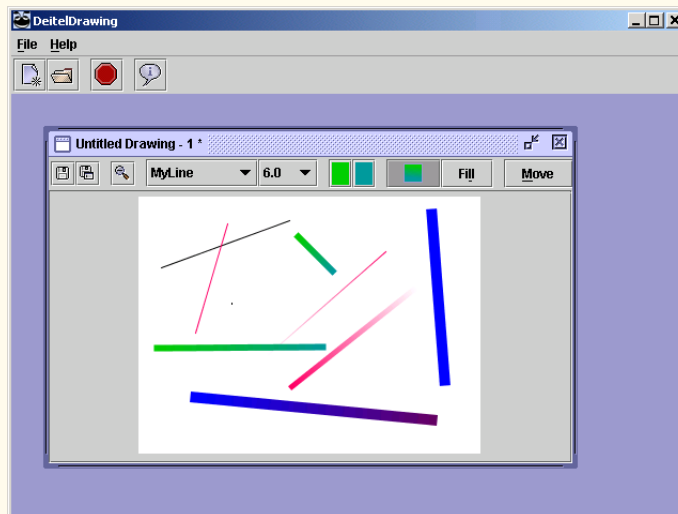 DeitelDrawing
File Help
Untitled Drawing - 1 *
MyLine 6.0 Fill Move